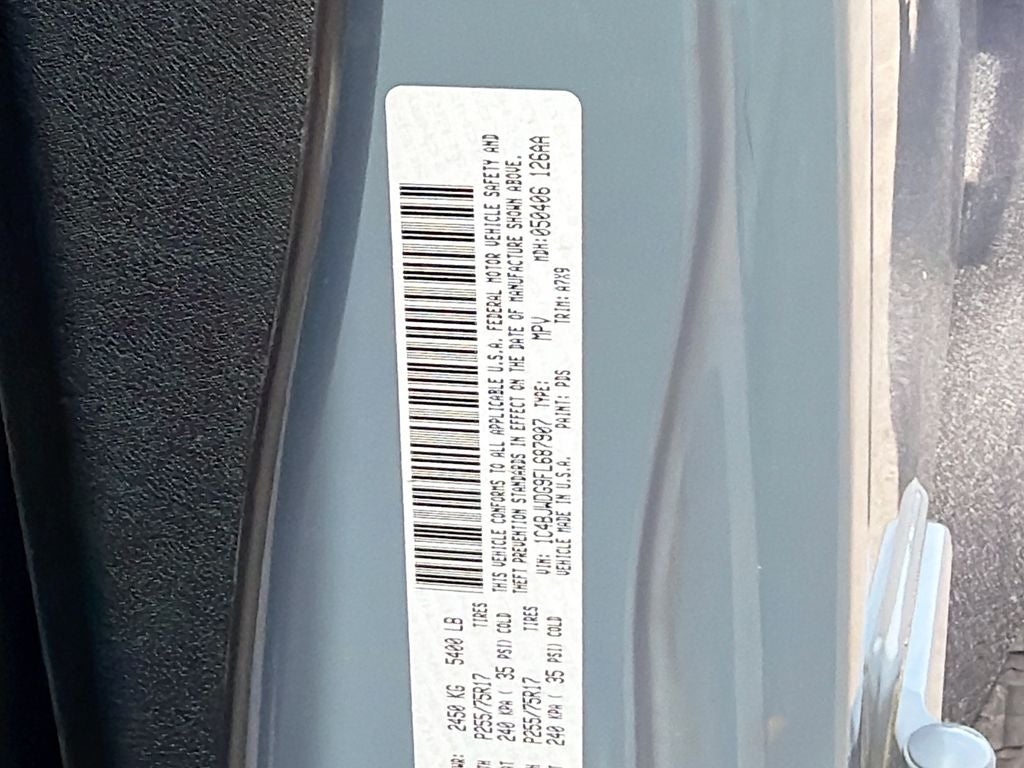 2450 KG 5400 LB
P255/75R17 TIRES
240 KPA ( 35 PSI) COLD
P255/75R17 TIRES
240 KPA ( 35 PSI) COLD
THIS VEHICLE CONFORMS TO ALL APPLICABLE U.S.A. FEDERAL MOTOR VEHICLE SAFETY AND
THEFT PREVENTION STANDARDS IN EFFECT ON THE DATE OF MANUFACTURE SHOWN ABOVE.
VIN: 1C4BJWDG9FL687907 TYPE: MPV MDH:050406 126AA
VEHICLE MADE IN U.S.A. PAINT: PDS TRIM: A7X9